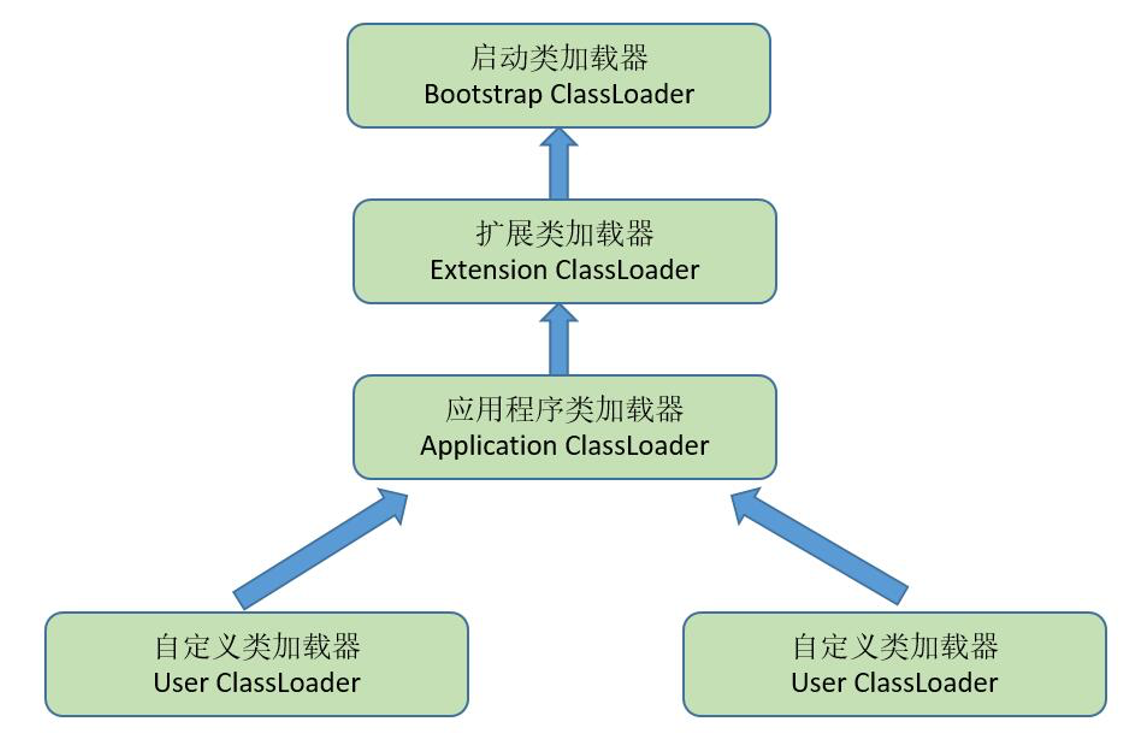 启动类加载器
Bootstrap ClassLoader
扩展类加载器
Extension ClassLoader
应用程序类加载器
Application ClassLoader
自定义类加载器
User ClassLoader
自定义类加载器
User ClassLoader